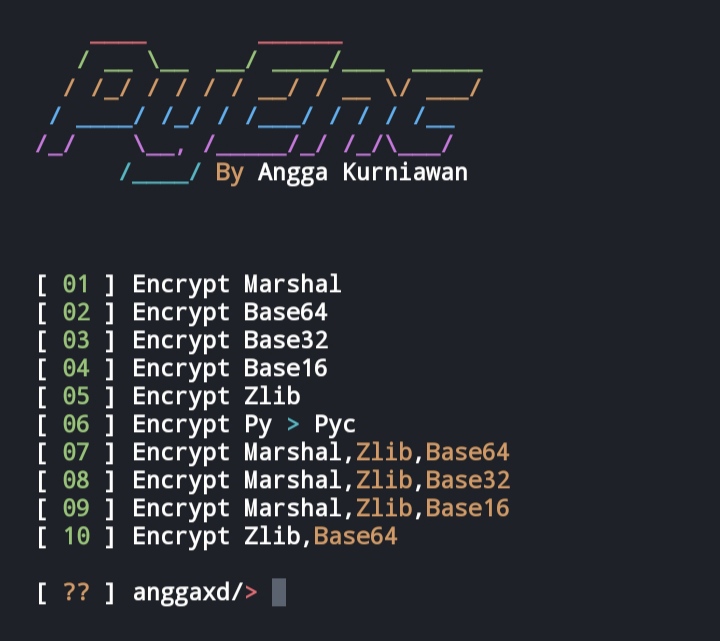 PyEnc
By Angga Kurniawan
[ 01 ] Encrypt Marshal
[ 02 ] Encrypt Base64
[ 03 ] Encrypt Base32
[ 04 ] Encrypt Base16
[ 05 ] Encrypt Zlib
[ 06 ] Encrypt Py > Pyc
[ 07 ] Encrypt Marshal,Zlib,Base64
[ 08 ] Encrypt Marshal,Zlib,Base32
[ 09 ] Encrypt Marshal,Zlib,Base16
[ 10 ] Encrypt Zlib,Base64
[ ?? ] anggaxd/>